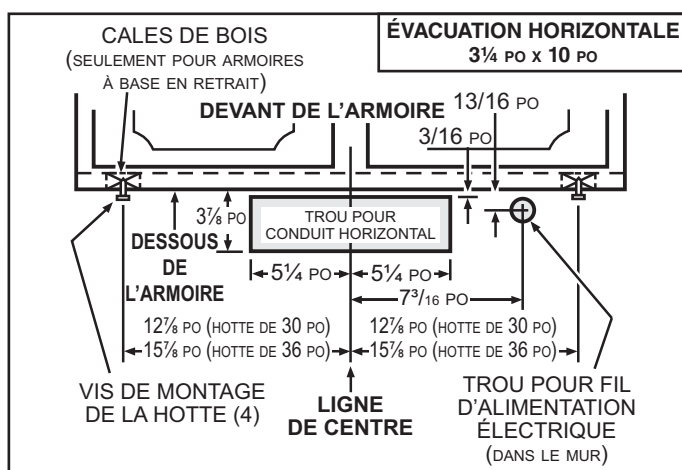 ÉVACUATION HORIZONTALE
3¼ PO X 10 PO
CALES DE BOIS
(SEULEMENT POUR ARMOIRES
À BASE EN RETRAIT)
DEVANT DE L’ARMOIRE
13/16 PO
3/16 PO
3⅞ PO
TROU POUR
CONDUIT HORIZONTAL
DESSOUS
DE
L’ARMOIRE
5¼ PO
5¼ PO
7³/₁₆ PO
12⅞ PO (HOTTE DE 30 PO)
15⅞ PO (HOTTE DE 36 PO)
12⅞ PO (HOTTE DE 30 PO)
15⅞ PO (HOTTE DE 36 PO)
VIS DE MONTAGE
DE LA HOTTE (4)
LIGNE
DE CENTRE
TROU POUR FIL
D’ALIMENTATION
ÉLECTRIQUE
(DANS LE MUR)